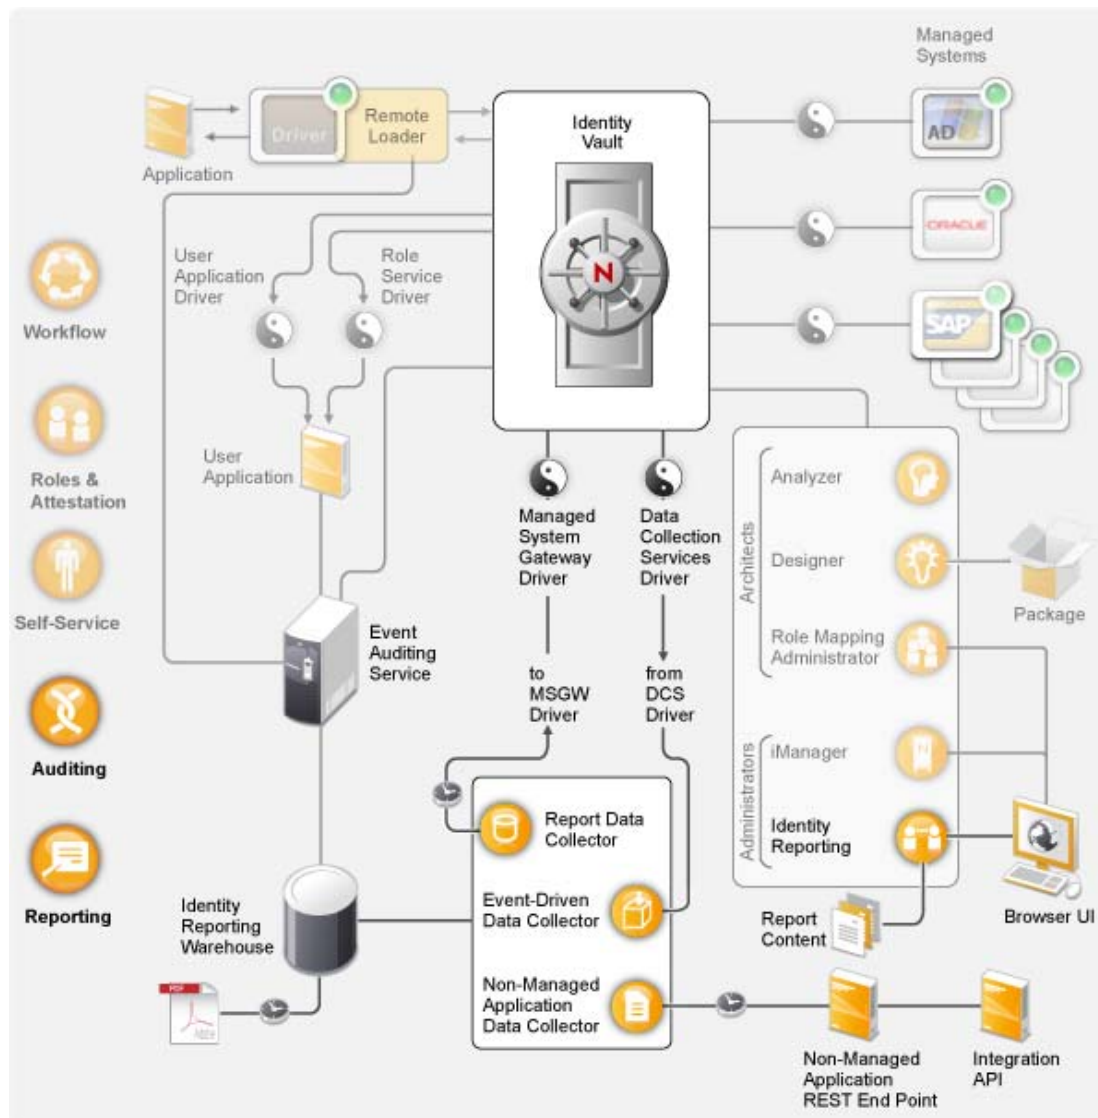 Managed
Systems
Driver
Remote
Loader
Application
Identity
Vault
N
AD
ORACLE
SAP
User
Application
Driver
Role
Service
Driver
Workflow
Roles &
Attestation
Self-Service
Auditing
Reporting
User
Application
Managed
System
Gateway
Driver
Data
Collection
Services
Driver
to
MSGW
Driver
from
DCS
Driver
Event
Auditing
Service
Architects
Analyzer
Designer
Role Mapping
Administrator
Package
Administrators
iManager
N
Identity
Reporting
Browser UI
Report
Content
Report Data
Collector
Event-Driven
Data Collector
Non-Managed
Application
Data Collector
Identity
Reporting
Warehouse
PDF
Adobe
Non-Managed
Application
REST End Point
Integration
API